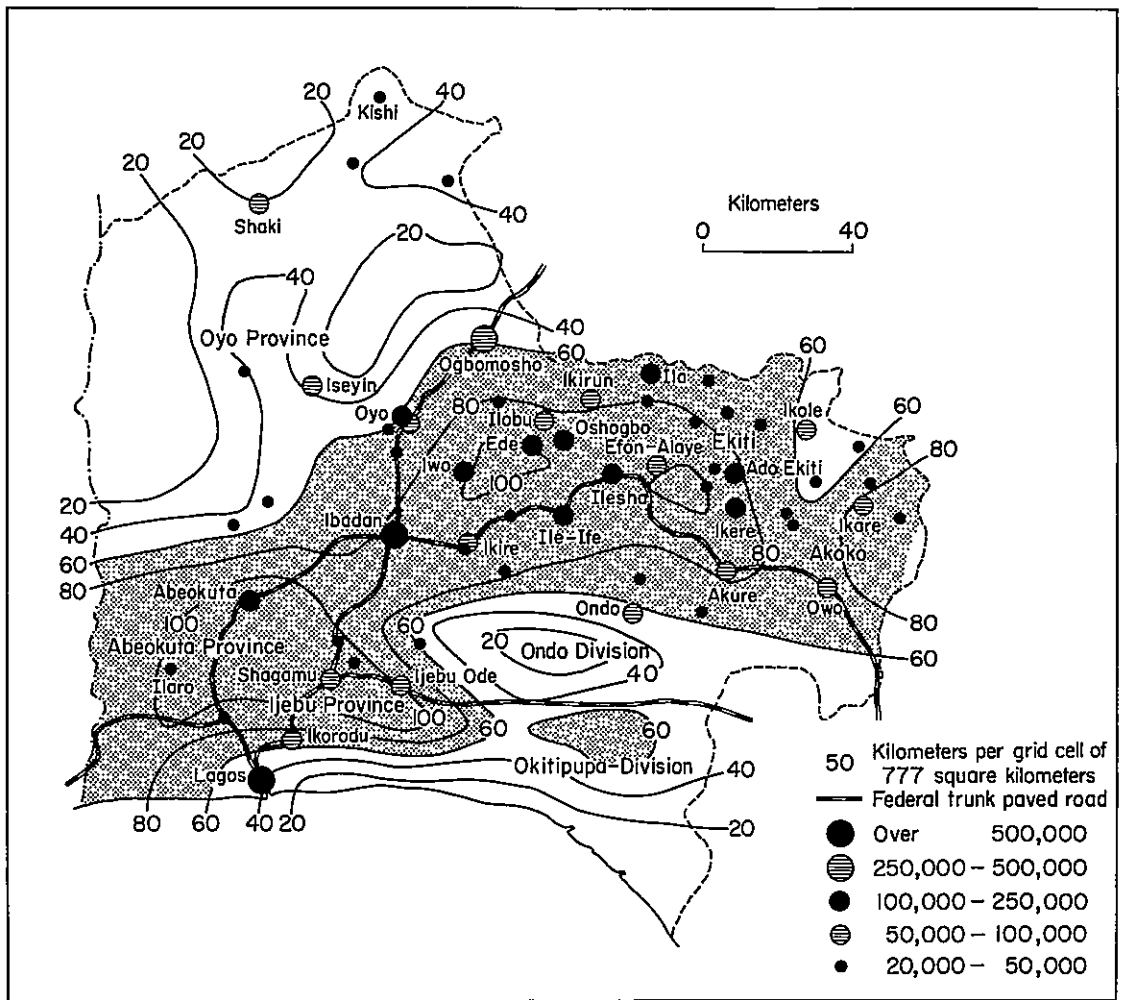 20
40
Kishi
20
20
Shaki
40
Kilometers
0 40
20
40
Oyo Province
40
60
Ogbomosho
Iseyin
Ikirun
Ila
60
Ikole
60
Oyo
80
Ilobu
Oshogbo
Ede
Efon-Alaye
Ekiti
Ado Ekiti
80
Iwo
100
Ilesha
Ikere
Ikare
20
40
60
80
Ibadan
Ikire
Ile-Ife
80
Akoko
Akure
Owo
Abeokuta
100
Ondo
80
60
Abeokuta Province
60
20
Ondo Division
40
Ilaro
Shagamu
Ijebu Ode
Ijebu Province
100
60
60
Ikorodu
Okitipupa-Division
40
Lagos
80 60 40 20
20
50 Kilometers per grid cell of
777 square kilometers
Federal trunk paved road
Over 500,000
250,000 - 500,000
100,000 - 250,000
50,000 - 100,000
20,000 - 50,000